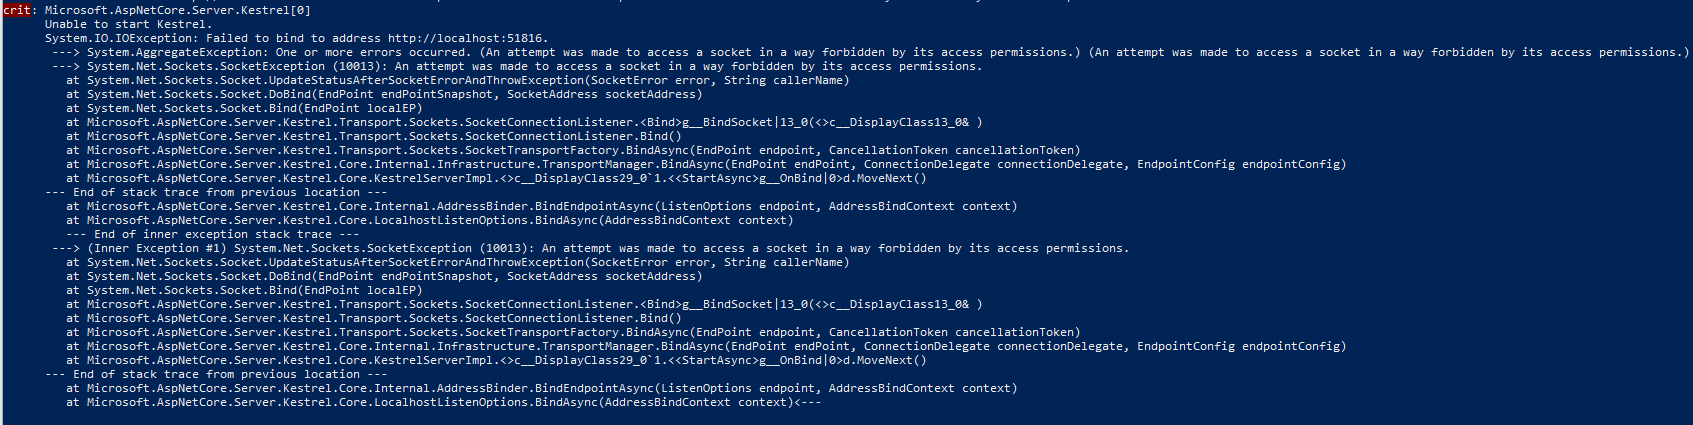 crit: Microsoft.AspNetCore.Server.Kestrel[0]
Unable to start Kestrel.
System.IO.IOException: Failed to bind to address http://localhost:51816.
---> System.AggregateException: One or more errors occurred. (An attempt was made to access a socket in a way forbidden by its access permissions.) (An attempt was made to access a socket in a way forbidden by its access permissions.)
---> System.Net.Sockets.SocketException (10013): An attempt was made to access a socket in a way forbidden by its access permissions.
at System.Net.Sockets.Socket.UpdateStatusAfterSocketErrorAndThrowException(SocketError error, String callerName)
at System.Net.Sockets.Socket.DoBind(EndPoint endPointSnapshot, SocketAddress socketAddress)
at System.Net.Sockets.Socket.Bind(EndPoint localEP)
at Microsoft.AspNetCore.Server.Kestrel.Transport.Sockets.SocketConnectionListener.<Bind>g__BindSocket|13_0(<>c__DisplayClass13_0& )
at Microsoft.AspNetCore.Server.Kestrel.Transport.Sockets.SocketConnectionListener.Bind()
at Microsoft.AspNetCore.Server.Kestrel.Transport.Sockets.SocketTransportFactory.BindAsync(EndPoint endpoint, CancellationToken cancellationToken)
at Microsoft.AspNetCore.Server.Kestrel.Core.Internal.Infrastructure.TransportManager.BindAsync(EndPoint endPoint, ConnectionDelegate connectionDelegate, EndpointConfig endpointConfig)
at Microsoft.AspNetCore.Server.Kestrel.Core.KestrelServerImpl.<>c__DisplayClass29_0`1.<<StartAsync>g__OnBind|0>d.MoveNext()
--- End of stack trace from previous location ---
at Microsoft.AspNetCore.Server.Kestrel.Core.Internal.AddressBinder.BindEndpointAsync(ListenOptions endpoint, AddressBindContext context)
at Microsoft.AspNetCore.Server.Kestrel.Core.LocalhostListenOptions.BindAsync(AddressBindContext context)
--- End of inner exception stack trace ---
---> (Inner Exception #1) System.Net.Sockets.SocketException (10013): An attempt was made to access a socket in a way forbidden by its access permissions.
at System.Net.Sockets.Socket.UpdateStatusAfterSocketErrorAndThrowException(SocketError error, String callerName)
at System.Net.Sockets.Socket.DoBind(EndPoint endPointSnapshot, SocketAddress socketAddress)
at System.Net.Sockets.Socket.Bind(EndPoint localEP)
at Microsoft.AspNetCore.Server.Kestrel.Transport.Sockets.SocketConnectionListener.<Bind>g__BindSocket|13_0(<>c__DisplayClass13_0& )
at Microsoft.AspNetCore.Server.Kestrel.Transport.Sockets.SocketConnectionListener.Bind()
at Microsoft.AspNetCore.Server.Kestrel.Transport.Sockets.SocketTransportFactory.BindAsync(EndPoint endpoint, CancellationToken cancellationToken)
at Microsoft.AspNetCore.Server.Kestrel.Core.Internal.Infrastructure.TransportManager.BindAsync(EndPoint endPoint, ConnectionDelegate connectionDelegate, EndpointConfig endpointConfig)
at Microsoft.AspNetCore.Server.Kestrel.Core.KestrelServerImpl.<>c__DisplayClass29_0`1.<<StartAsync>g__OnBind|0>d.MoveNext()
--- End of stack trace from previous location ---
at Microsoft.AspNetCore.Server.Kestrel.Core.Internal.AddressBinder.BindEndpointAsync(ListenOptions endpoint, AddressBindContext context)
at Microsoft.AspNetCore.Server.Kestrel.Core.LocalhostListenOptions.BindAsync(AddressBindContext context)<---